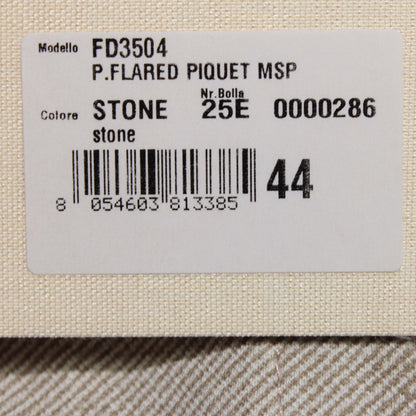 Modello FD3504
P.FLARED PIQUET MSP
Nr.Bolla
Colore STONE 25E 0000286
stone
44
8 054603 813385